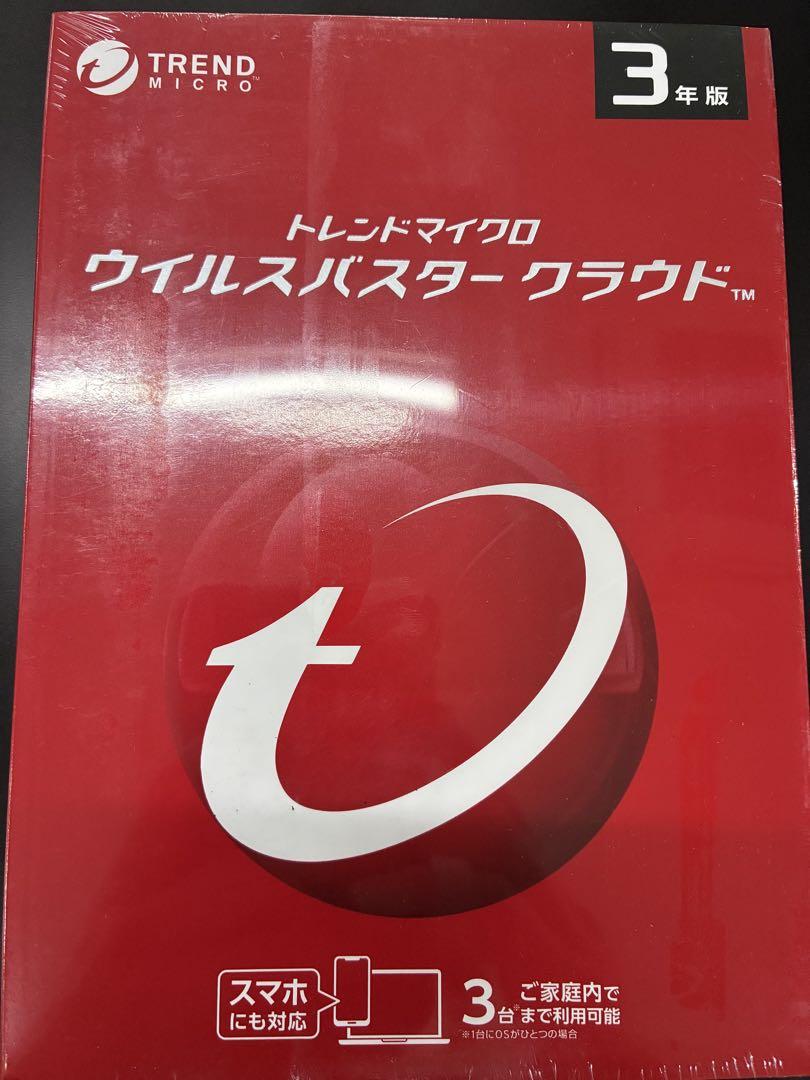 TREND
MICRO™
3年版
トレンドマイクロ
ウイルスバスター クラウド™
スマホ
にも対応
3台※まで利用可能
ご家庭内で
※1台にOSがひとつの場合